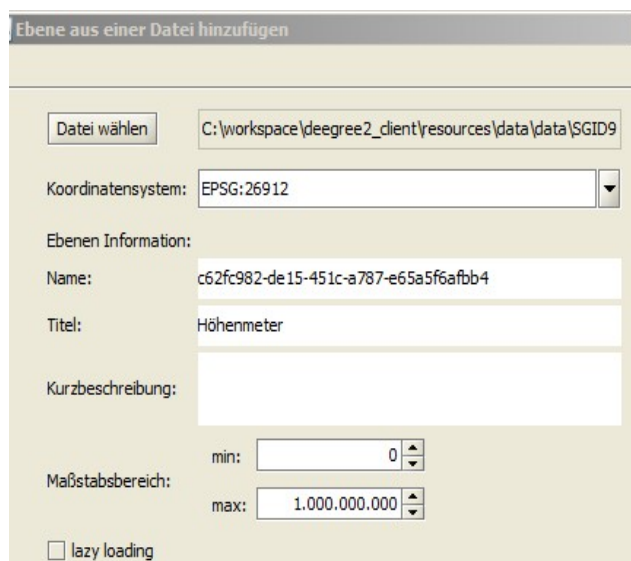 Ebene aus einer Datei hinzufügen
Datei wählen C:\workspace\deegree2_client\resources\data\data\SGID9
Koordinatensystem: EPSG:26912
Ebenen Information:
Name: c62fc982-de15-451c-a787-e65a5f6afbb4
Titel: Höhenmeter
Kurzbeschreibung:
min: 0
Maßstabsbereich:
max: 1.000.000.000
lazy loading